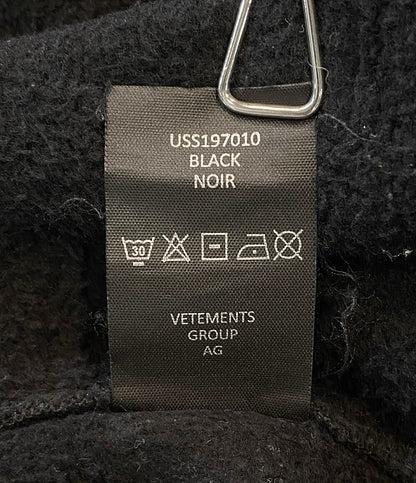 USS197010
BLACK
NOIR
30
VETEMENTS
GROUP
AG